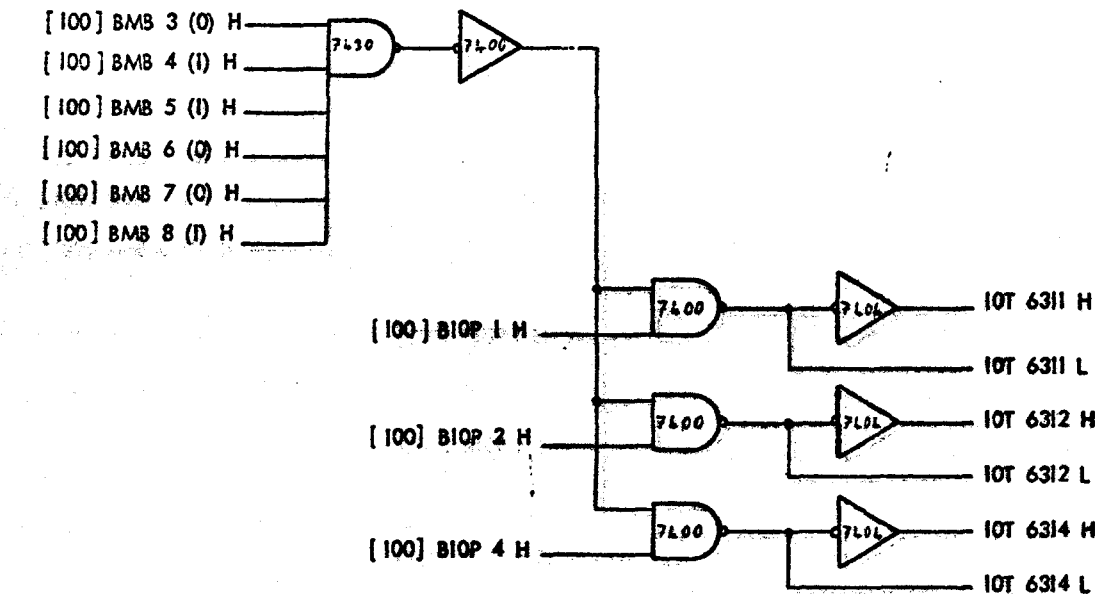 [100] BMB 3 (0) H
7430
7404
[100] BMB 4 (1) H
[100] BMB 5 (1) H
[100] BMB 6 (0) H
[100] BMB 7 (0) H
[100] BMB 8 (1) H
7400
7404
IOT 6311 H
[100] BIOP 1 H
IOT 6311 L
7400
7404
IOT 6312 H
[100] BIOP 2 H
IOT 6312 L
7400
7404
IOT 6314 H
[100] BIOP 4 H
IOT 6314 L